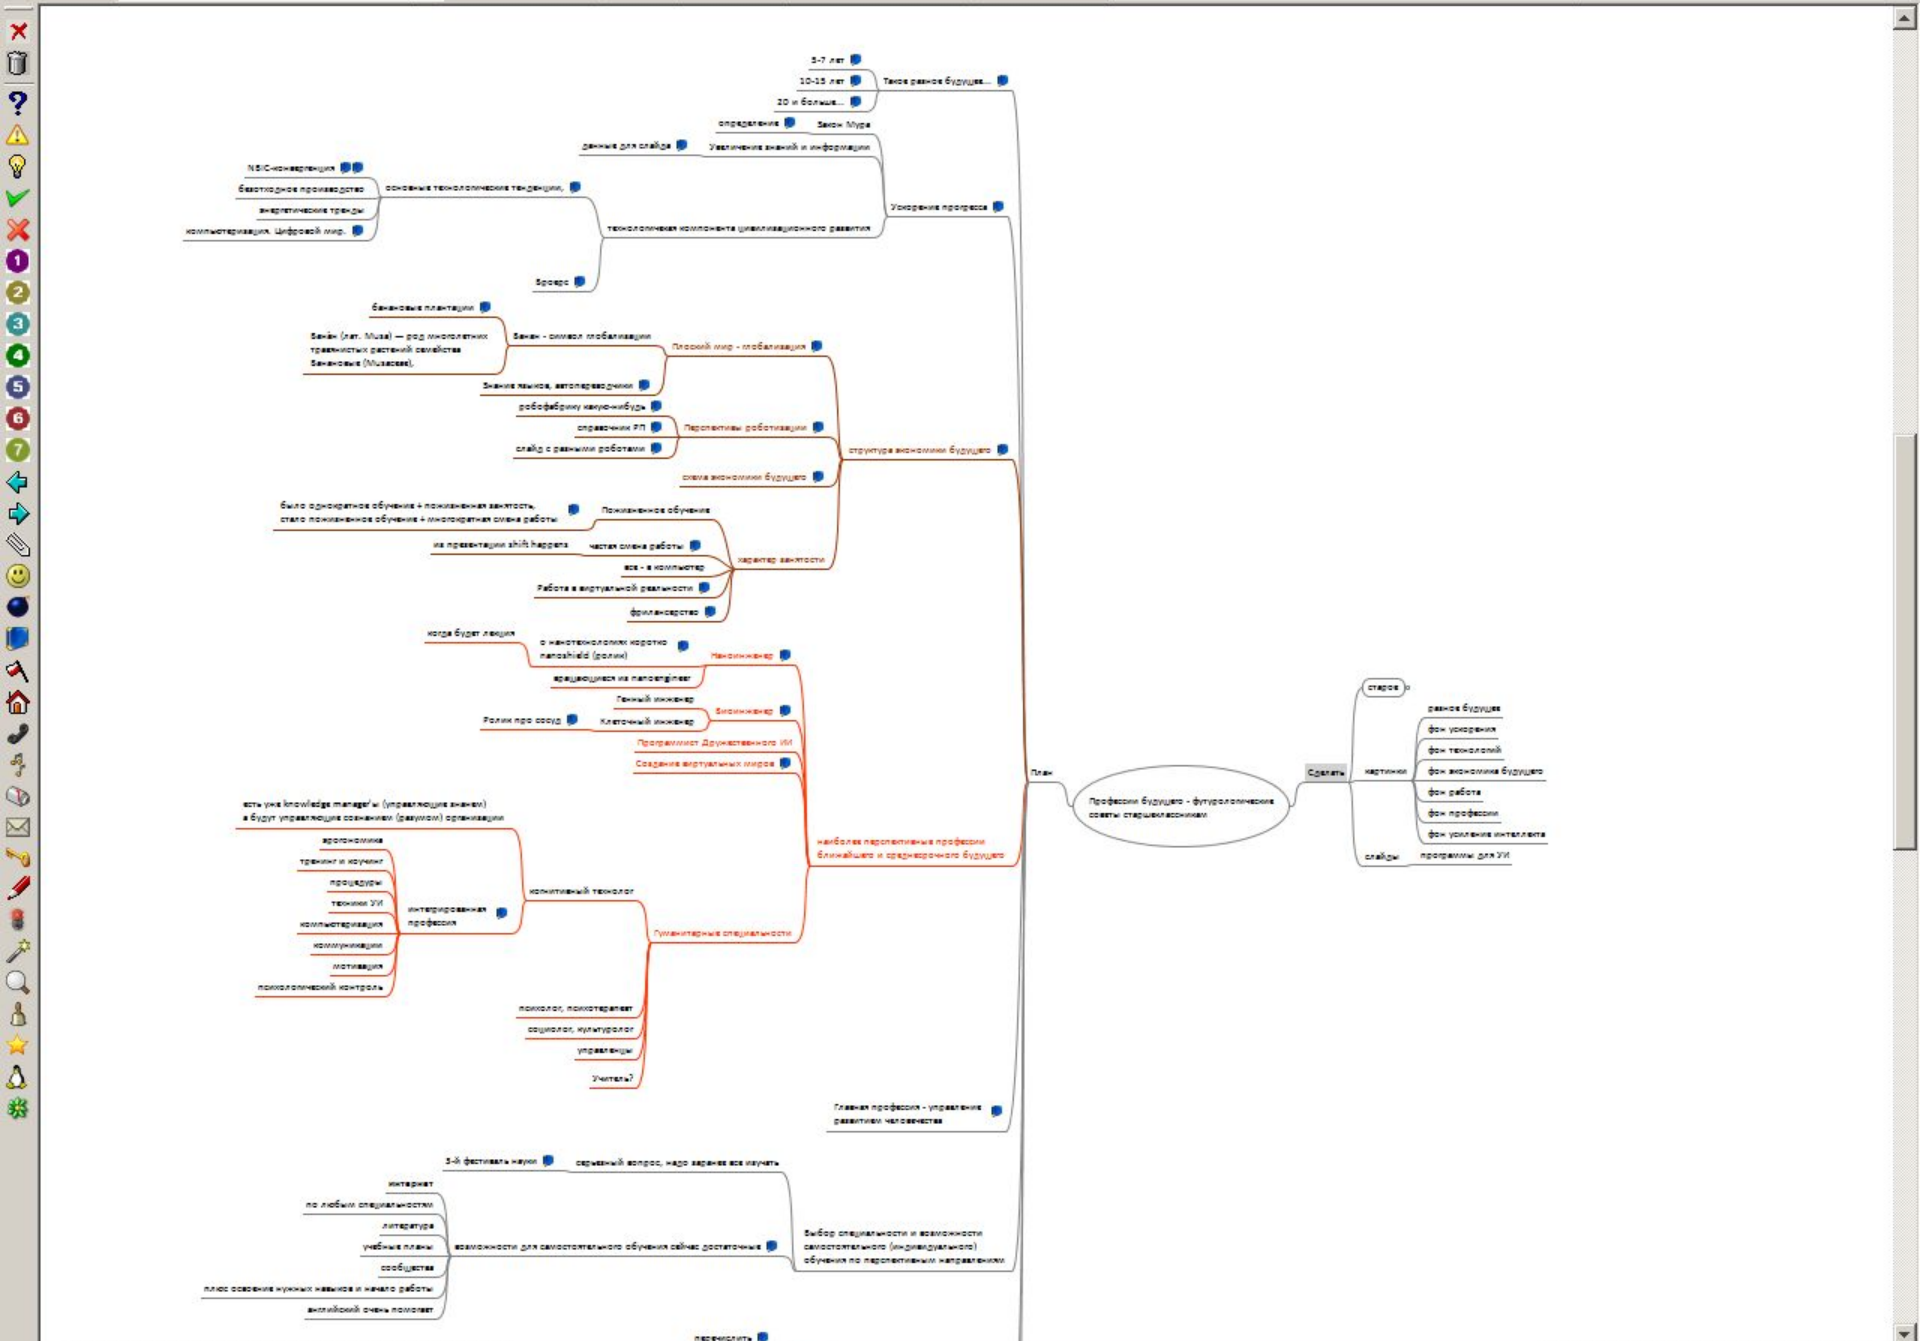 5-7 лет
10-15 лет
20 и больше...
Такое разное будущее...
определение
Закон Мура
данные для слайда
Увеличение знаний и информации
NBIC-конвергенция
безотходное производство
энергетические тренды
компьютеризация. Цифровой мир.
основные технологические тенденции,
Ускорение прогресса
технологическая компонента цивилизационного развития
Броерс
банановые плантации
Банан (лат. Musa) — род многолетних
травянистых растений семейства
Банановые (Musaceae),
Банан - символ глобализации
Плоский мир - глобализация
Знание языков, автопереводчики
робофабрику какую-нибудь
справочник РП
слайд с разными роботами
Перспективы роботизации
структура экономики будущего
схема экономики будущего
было однократное обучение + пожизненная занятость,
стало пожизненное обучение + многократная смена работы
Пожизненное обучение
из презентации shift happens
частая смена работы
все - в компьютер
характер занятости
Работа в виртуальной реальности
фрилансерство
когда будет лекция
о нанотехнологиях коротко
nanoshield (ролик)
Наноинженер
вращающиеся из nanoengineer
Генный инженер
Биоинженер
Ролик про сосуд
Клеточный инженер
Программист Дружественного ИИ
Создание виртуальных миров
есть уже knowledge manager'ы (управляющие знанием)
а будут управляющие сознанием (разумом) организации
эргономика
тренинг и коучинг
процедуры
техники УИ
компьютеризация
коммуникации
мотивация
психологический контроль
когнитивный технолог
интегрированная
профессия
наиболее перспективные профессии
ближайшего и среднесрочного будущего
Гуманитарные специальности
психолог, психотерапевт
социолог, культуролог
управленцы
Учитель?
Главная профессия - управление
развитием человечества
3-й фестиваль науки
серьезный вопрос, надо заранее все изучать
интернет
по любым специальностям
литература
учебные планы
сообщества
плюс освоение нужных навыков и начало работы
английский очень помогает
возможности для самостоятельного обучения сейчас достаточные
Выбор специальности и возможности
самостоятельного (индивидуального)
обучения по перспективным направлениям
перечислить
План
Профессии будущего - футурологические
советы старшеклассникам
Сделать
старое
картинки
разное будущее
фон ускорения
фон технологий
фон экономика будущего
фон работа
фон профессии
фон усиление интеллекта
слайды
программы для УИ
1
2
3
4
5
6
7